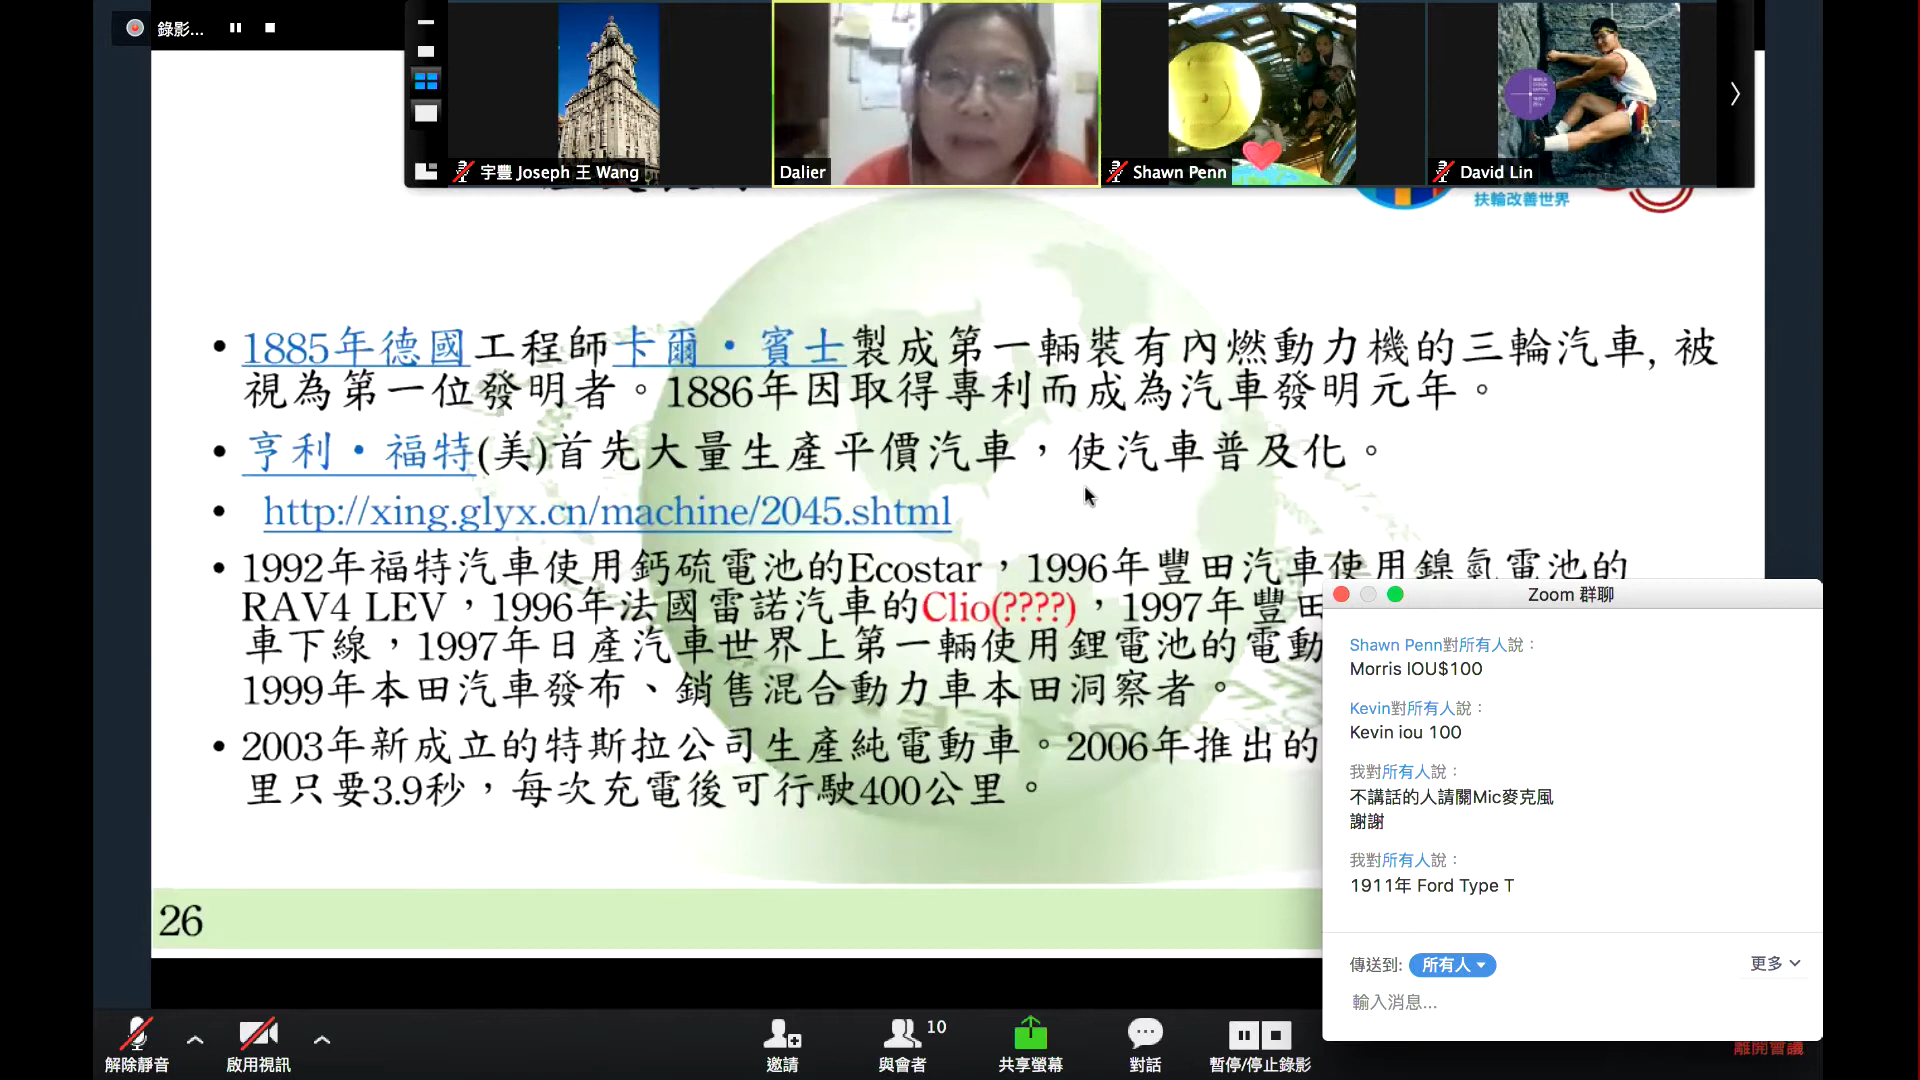 錄影...
宇豐 Joseph 王 Wang
Dalier
Shawn Penn
David Lin
扶輪改善世界
• 1885年德國工程師卡爾・賓士製成第一輛裝有內燃動力機的三輪汽車, 被
視為第一位發明者。1886年因取得專利而成為汽車發明元年。
• 亨利・福特(美)首先大量生產平價汽車，使汽車普及化。
• http://xing.glyx.cn/machine/2045.shtml
• 1992年福特汽車使用鈣硫電池的Ecostar，1996年豐田汽車使用鎳氫電池的
RAV4 LEV，1996年法國雷諾汽車的Clio(????)，1997年豐田
車下線，1997年日產汽車世界上第一輛使用鋰電池的電動
1999年本田汽車發布、銷售混合動力車本田洞察者。
• 2003年新成立的特斯拉公司生產純電動車。2006年推出的
里只要3.9秒，每次充電後可行駛400公里。
26
Zoom 群聊
Shawn Penn對所有人說：
Morris IOU$100
Kevin對所有人說：
Kevin iou 100
我對所有人說：
不講話的人請關Mic麥克風
謝謝
我對所有人說：
1911年 Ford Type T
傳送到: 所有人
更多
輸入消息...
解除靜音
啟用視訊
邀請
與會者
10
共享螢幕
對話
暫停/停止錄影
離開會議